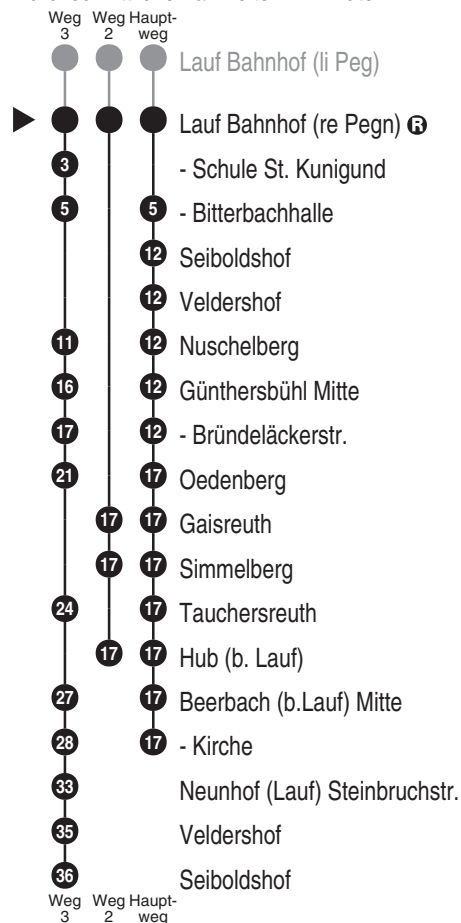 Weg Weg Haupt-
3 2 weg
Lauf Bahnhof (li Peg)
Lauf Bahnhof (re Pegn) R
3 - Schule St. Kunigund
5 5 - Bitterbachhalle
12 Seiboldshof
12 Veldershof
11 12 Nuschelberg
16 12 Günthersbühl Mitte
17 12 - Bründeläckerstr.
21 17 Oedenberg
17 17 Gaisreuth
17 17 Simmelberg
24 17 Tauchersreuth
17 17 Hub (b. Lauf)
27 17 Beerbach (b.Lauf) Mitte
28 17 - Kirche
33 Neunhof (Lauf) Steinbruchstr.
35 Veldershof
36 Seiboldshof
Weg Weg Haupt-
3 2 weg